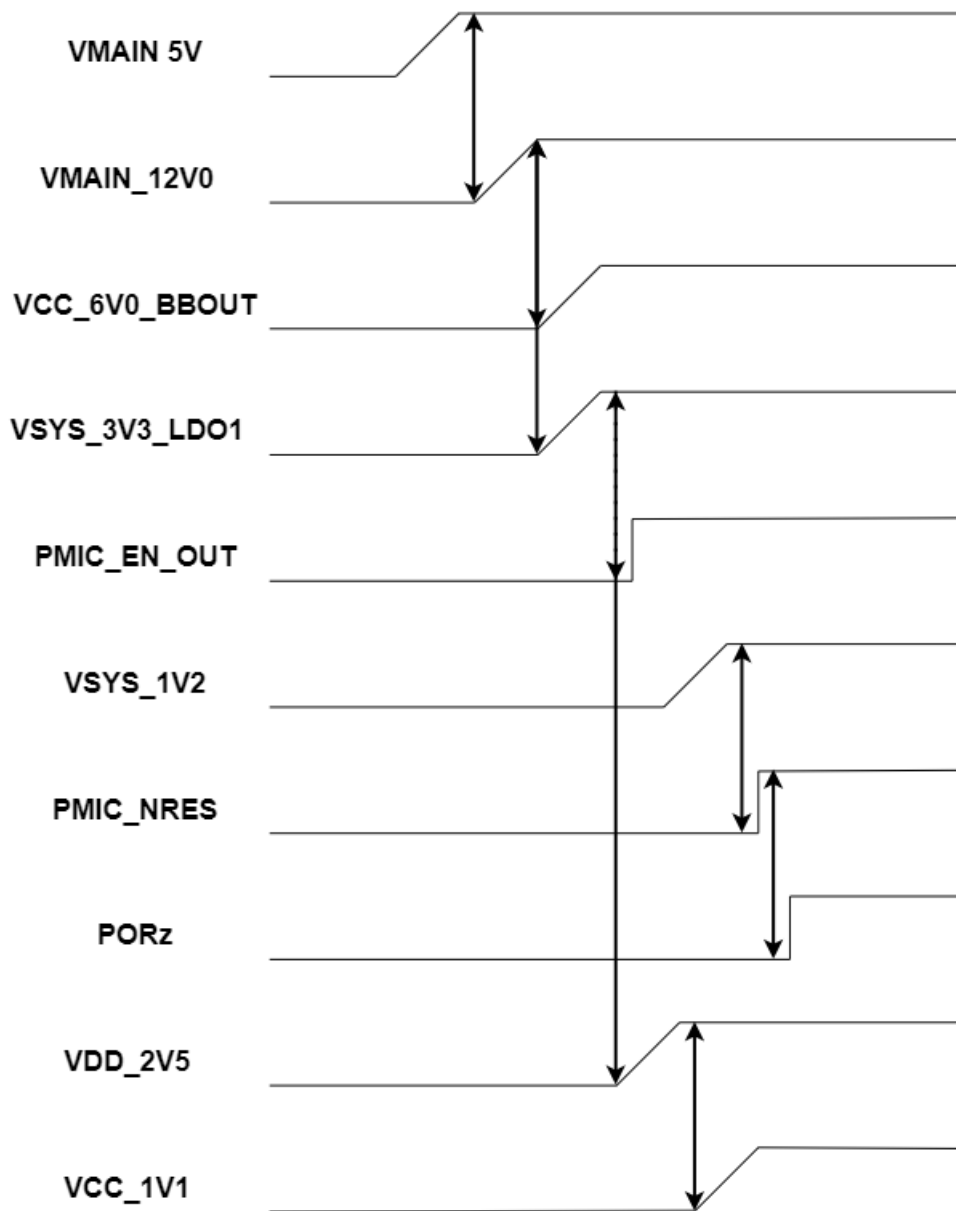 VMAIN 5V
VMAIN_12V0
VCC_6V0_BBOUT
VSYS_3V3_LDO1
PMIC_EN_OUT
VSYS_1V2
PMIC_NRES
PORz
VDD_2V5
VCC_1V1